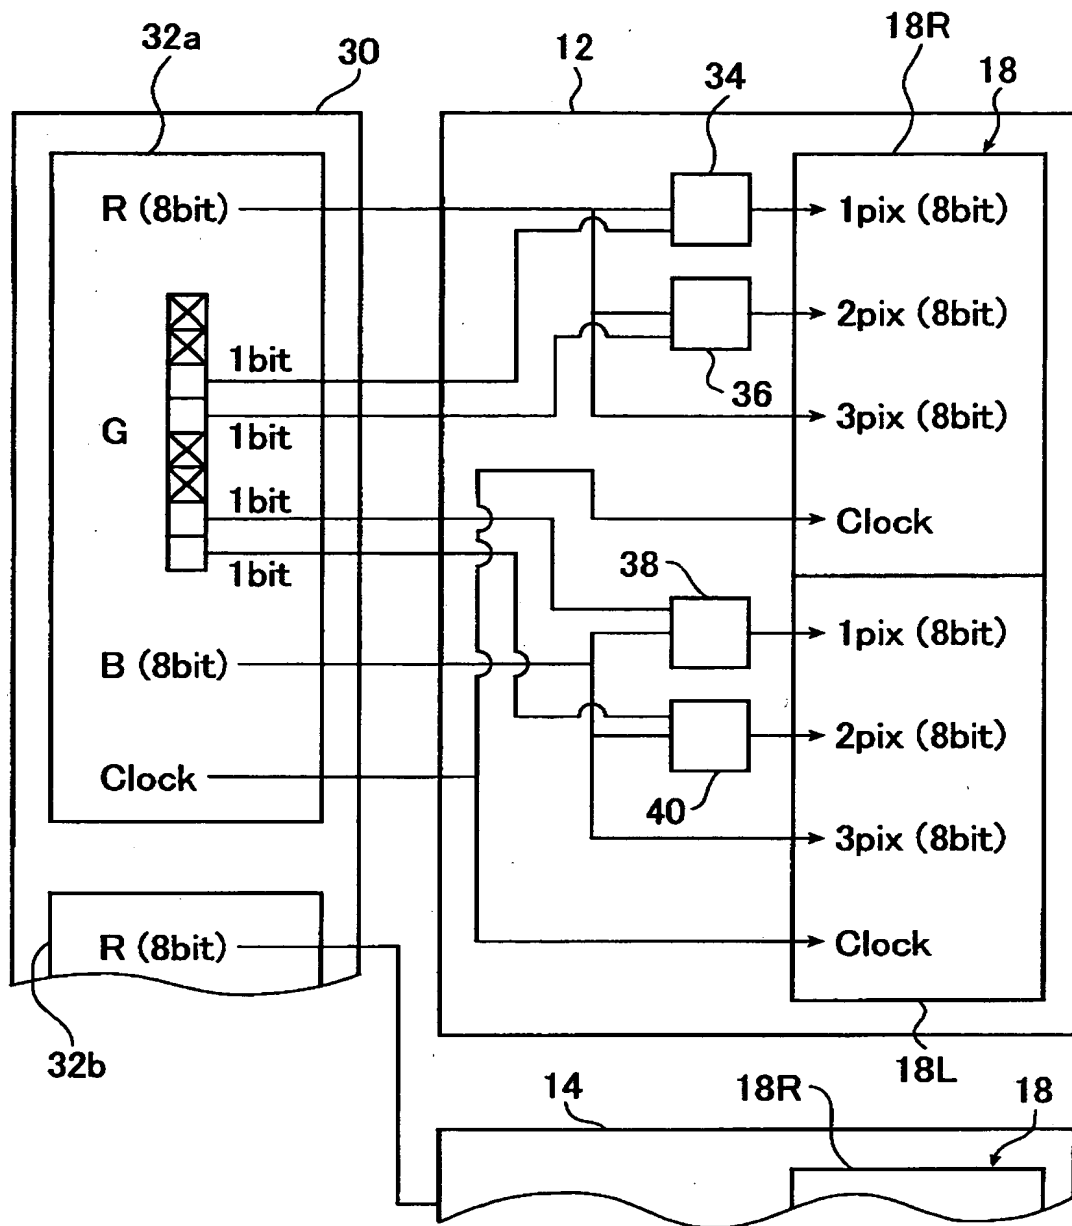 32a
30
12
18R
18
34
R (8bit)
1pix (8bit)
2pix (8bit)
1bit
36
G
1bit
3pix (8bit)
1bit
Clock
1bit
38
1pix (8bit)
B (8bit)
2pix (8bit)
Clock
40
3pix (8bit)
R (8bit)
Clock
32b
18L
14
18R
18